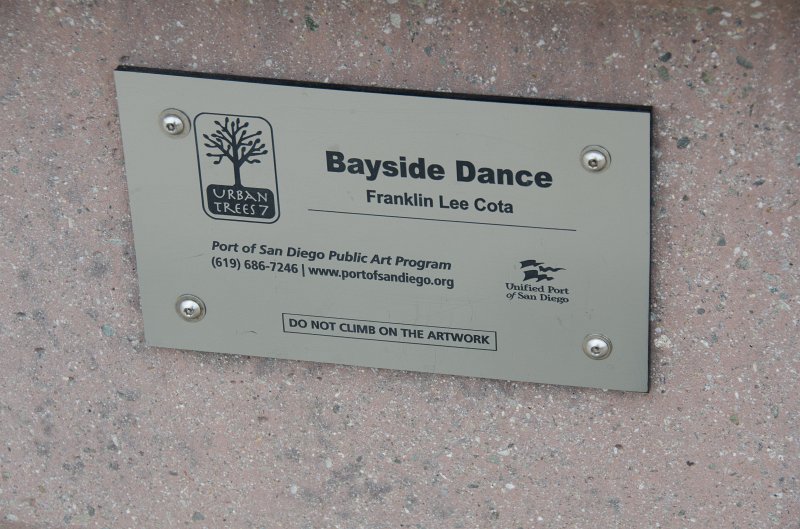 URBAN
TREES 7
Bayside Dance
Franklin Lee Cota
Port of San Diego Public Art Program
(619) 686-7246 | www.portofsandiego.org
Unified Port
of San Diego
DO NOT CLIMB ON THE ARTWORK